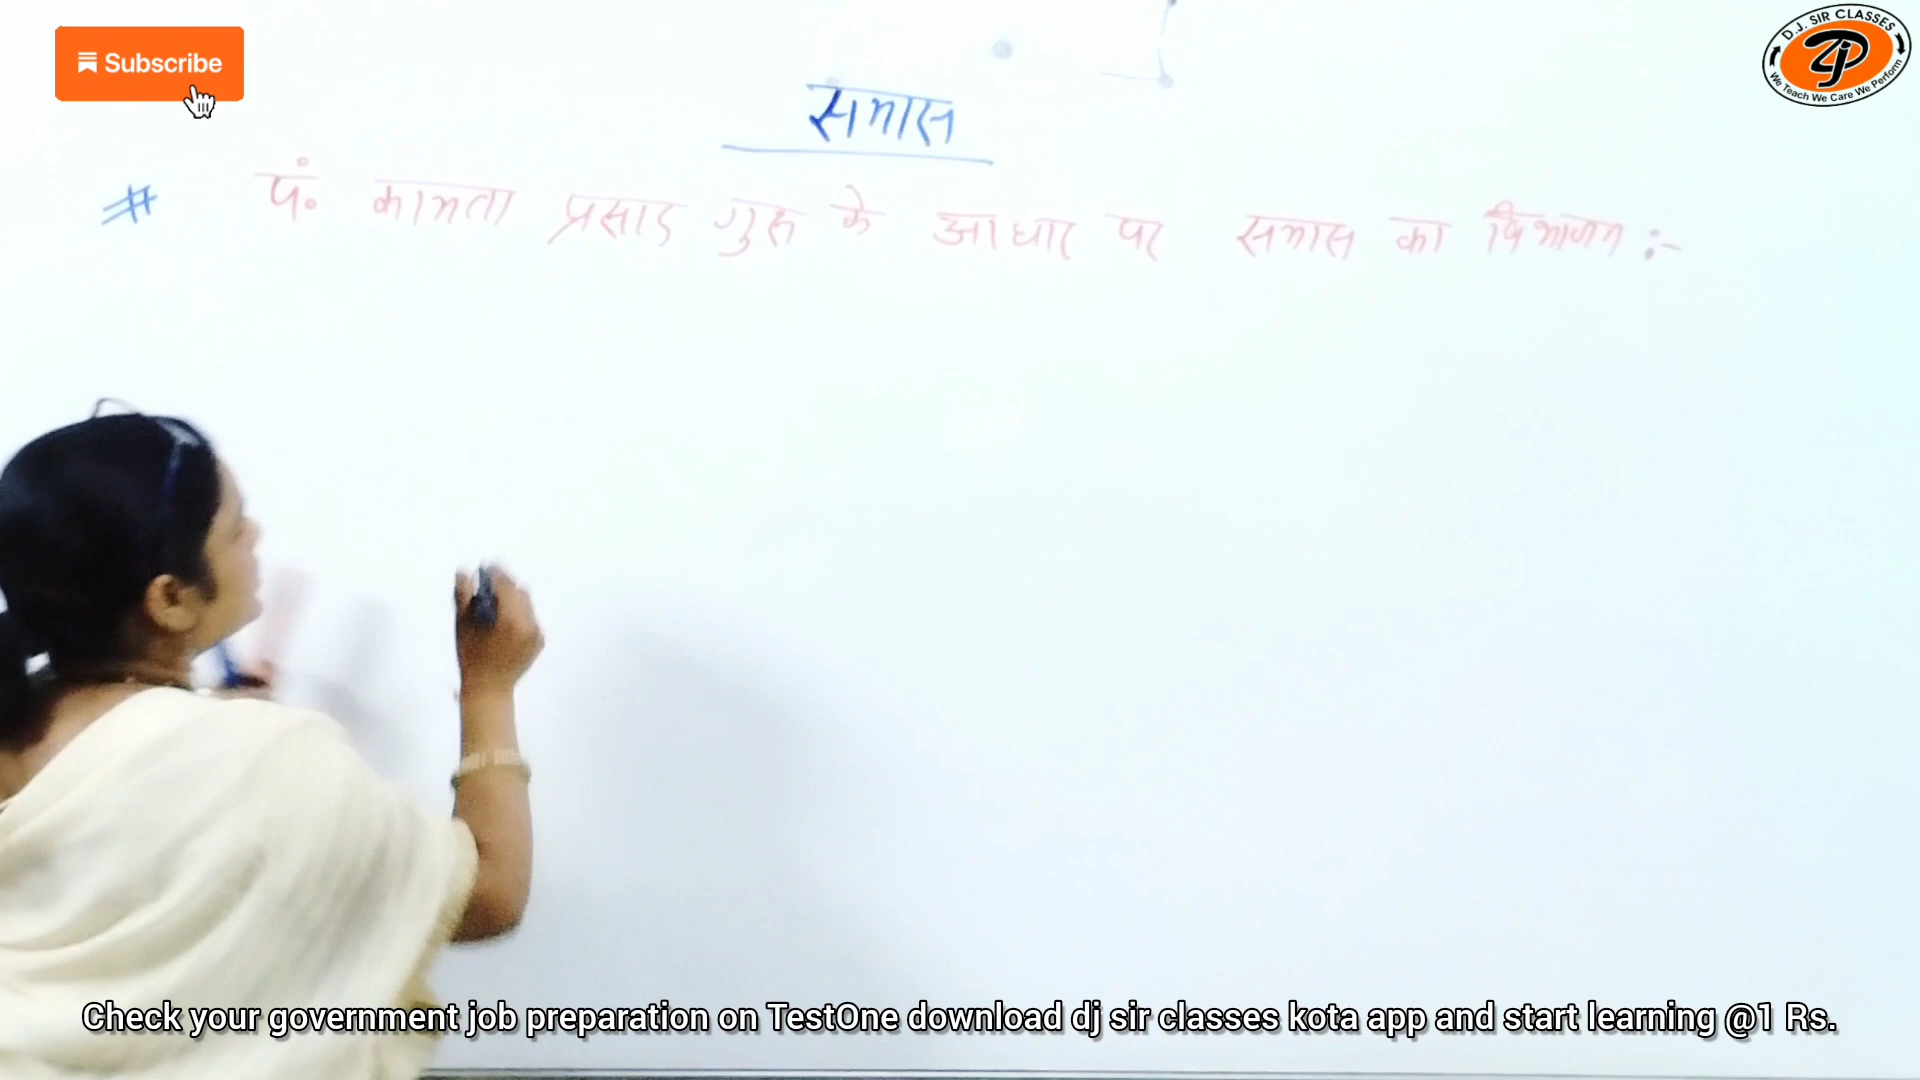 Subscribe
D.J. SIR CLASSES
We Teach We Care We Perform
समास
# पं॰ कामता प्रसाद गुरू के आधार पर समास का विभाजन :-
Check your government job preparation on TestOne download dj sir classes kota app and start learning @1 Rs.